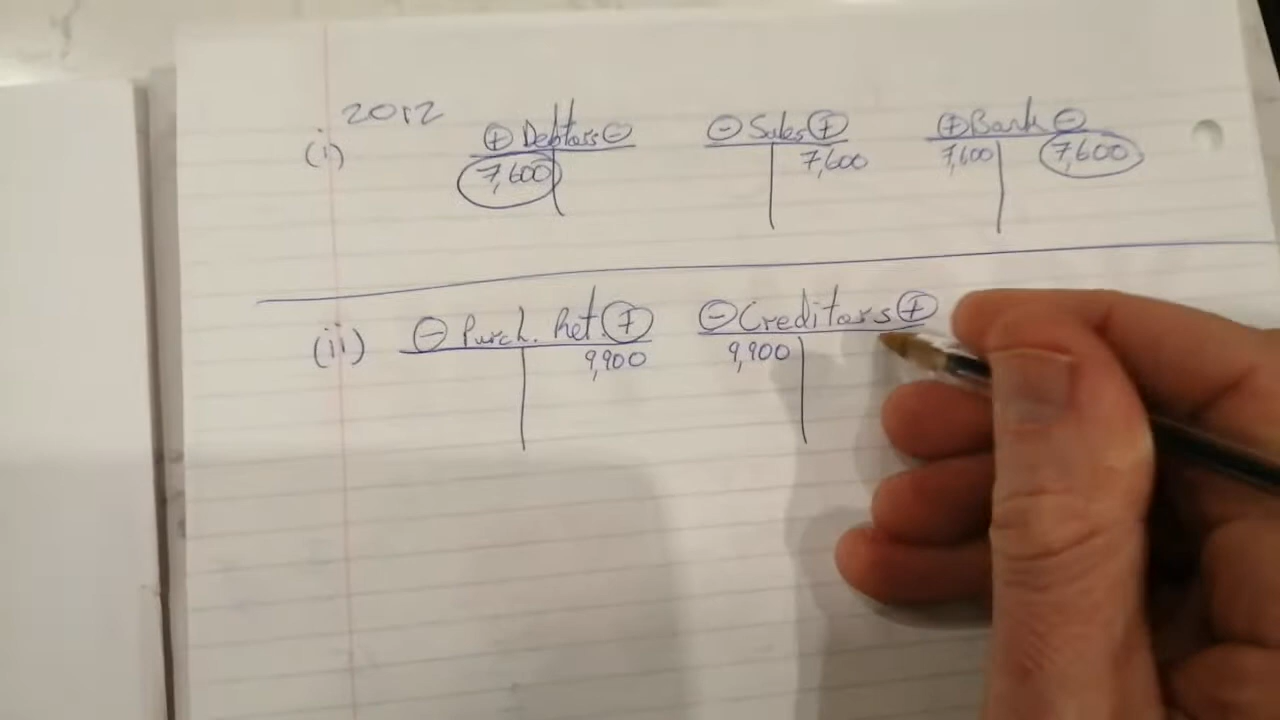 2012
(i) + Debtors - - Sales + + Bank -
7,600 7,600 7,600 7,600
(ii) - Purch. Ret. + - Creditors +
9,900 9,900